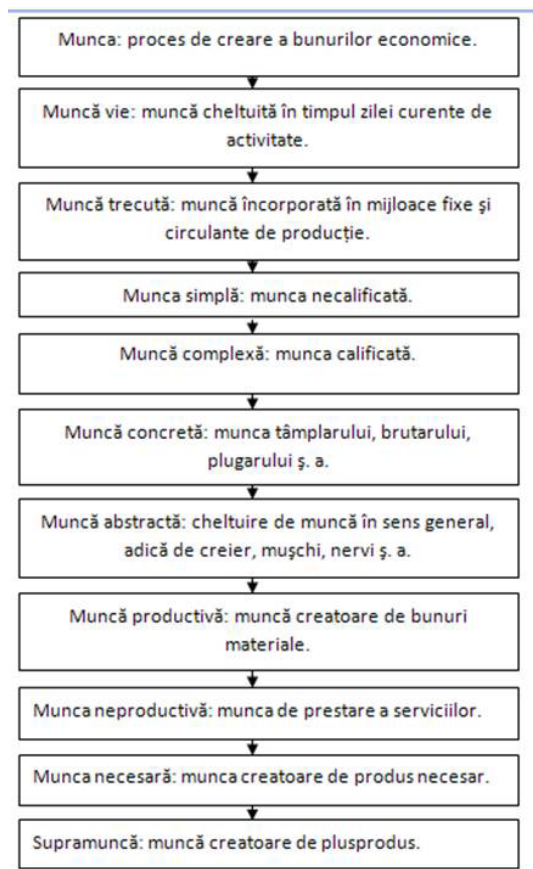 Munca: proces de creare a bunurilor economice.
Muncă vie: muncă cheltuită în timpul zilei curente de
activitate.
Muncă trecută: muncă încorporată în mijloace fixe şi
circulante de producție.
Munca simplă: munca necalificată.
Muncă complexă: munca calificată.
Muncă concretă: munca tâmplarului, brutarului,
plugarului ş. a.
Muncă abstractă: cheltuire de muncă în sens general,
adică de creier, muşchi, nervi ş. a.
Muncă productivă: muncă creatoare de bunuri
materiale.
Munca neproductivă: munca de prestare a serviciilor.
Munca necesară: munca creatoare de produs necesar.
Supramuncă: muncă creatoare de plusprodus.